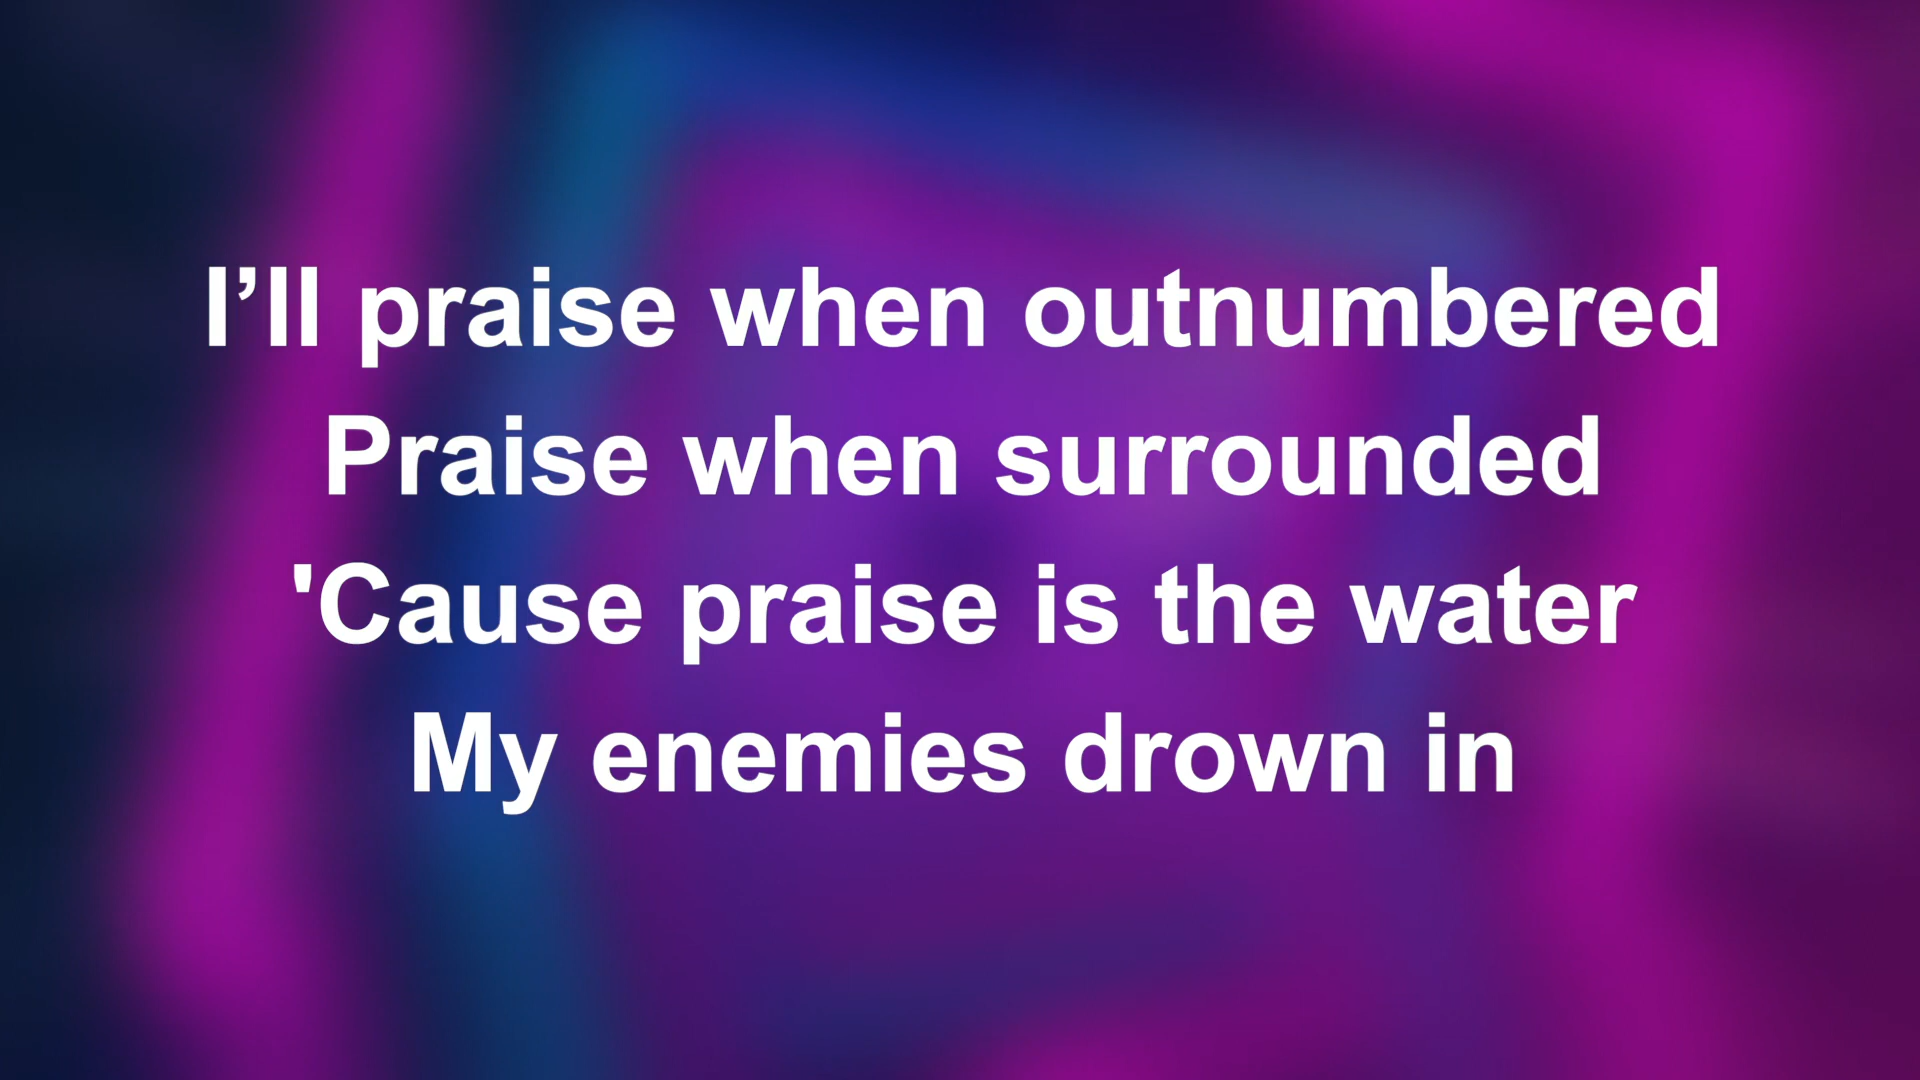 I’ll praise when outnumbered
Praise when surrounded
'Cause praise is the water
My enemies drown in